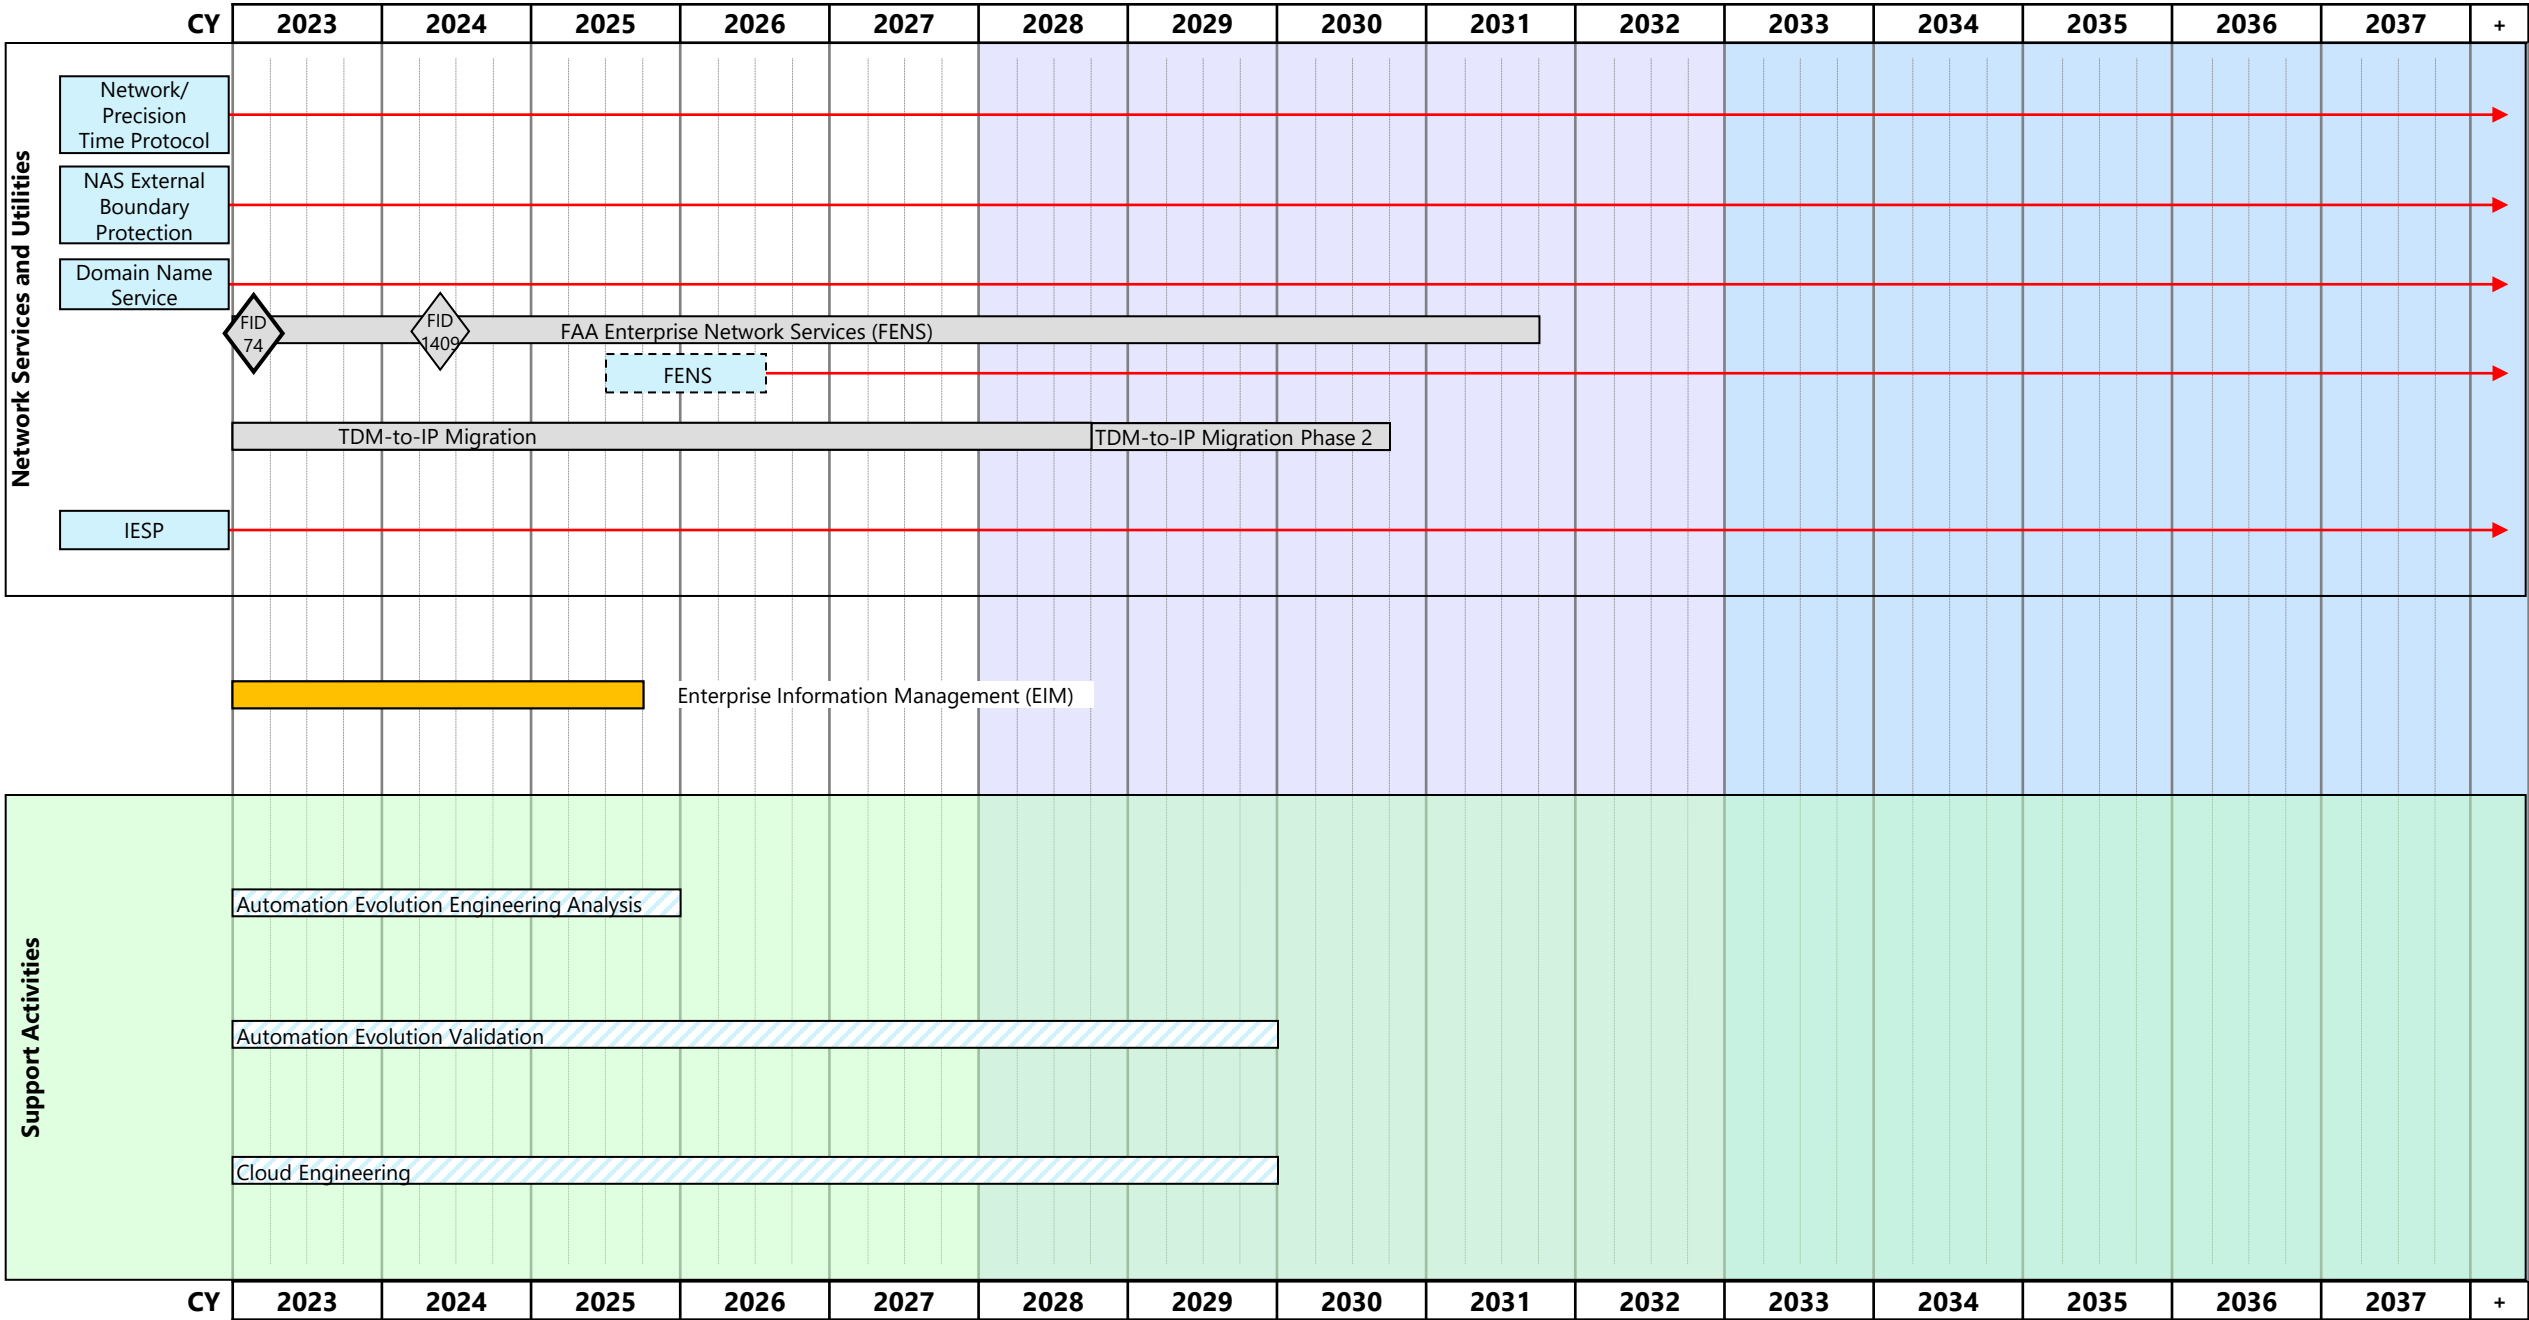 CY 2023 2024 2025 2026 2027 2028 2029 2030 2031 2032 2033 2034 2035 2036 2037 +
Network Services and Utilities
Network/
Precision
Time Protocol
NAS External
Boundary
Protection
Domain Name
Service
FID
74
FID
1409
FAA Enterprise Network Services (FENS)
FENS
TDM-to-IP Migration
TDM-to-IP Migration Phase 2
IESP
Enterprise Information Management (EIM)
Support Activities
Automation Evolution Engineering Analysis
Automation Evolution Validation
Cloud Engineering
CY 2023 2024 2025 2026 2027 2028 2029 2030 2031 2032 2033 2034 2035 2036 2037 +